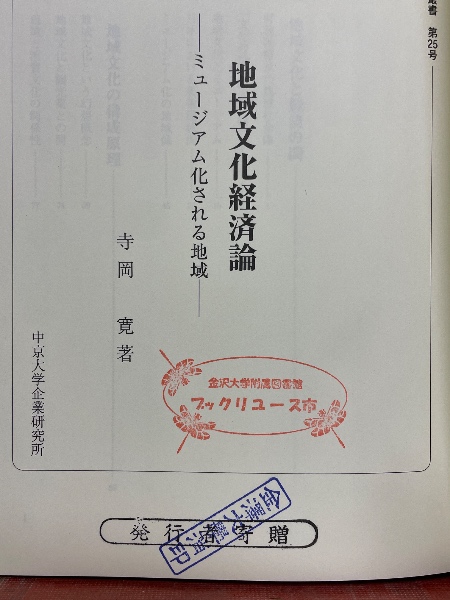 叢書 第25号
地域文化経済論
──ミュージアム化される地域──
寺岡 寛著
中京大学企業研究所
金沢大学附属図書館
ブックリユース市
発行者寄贈